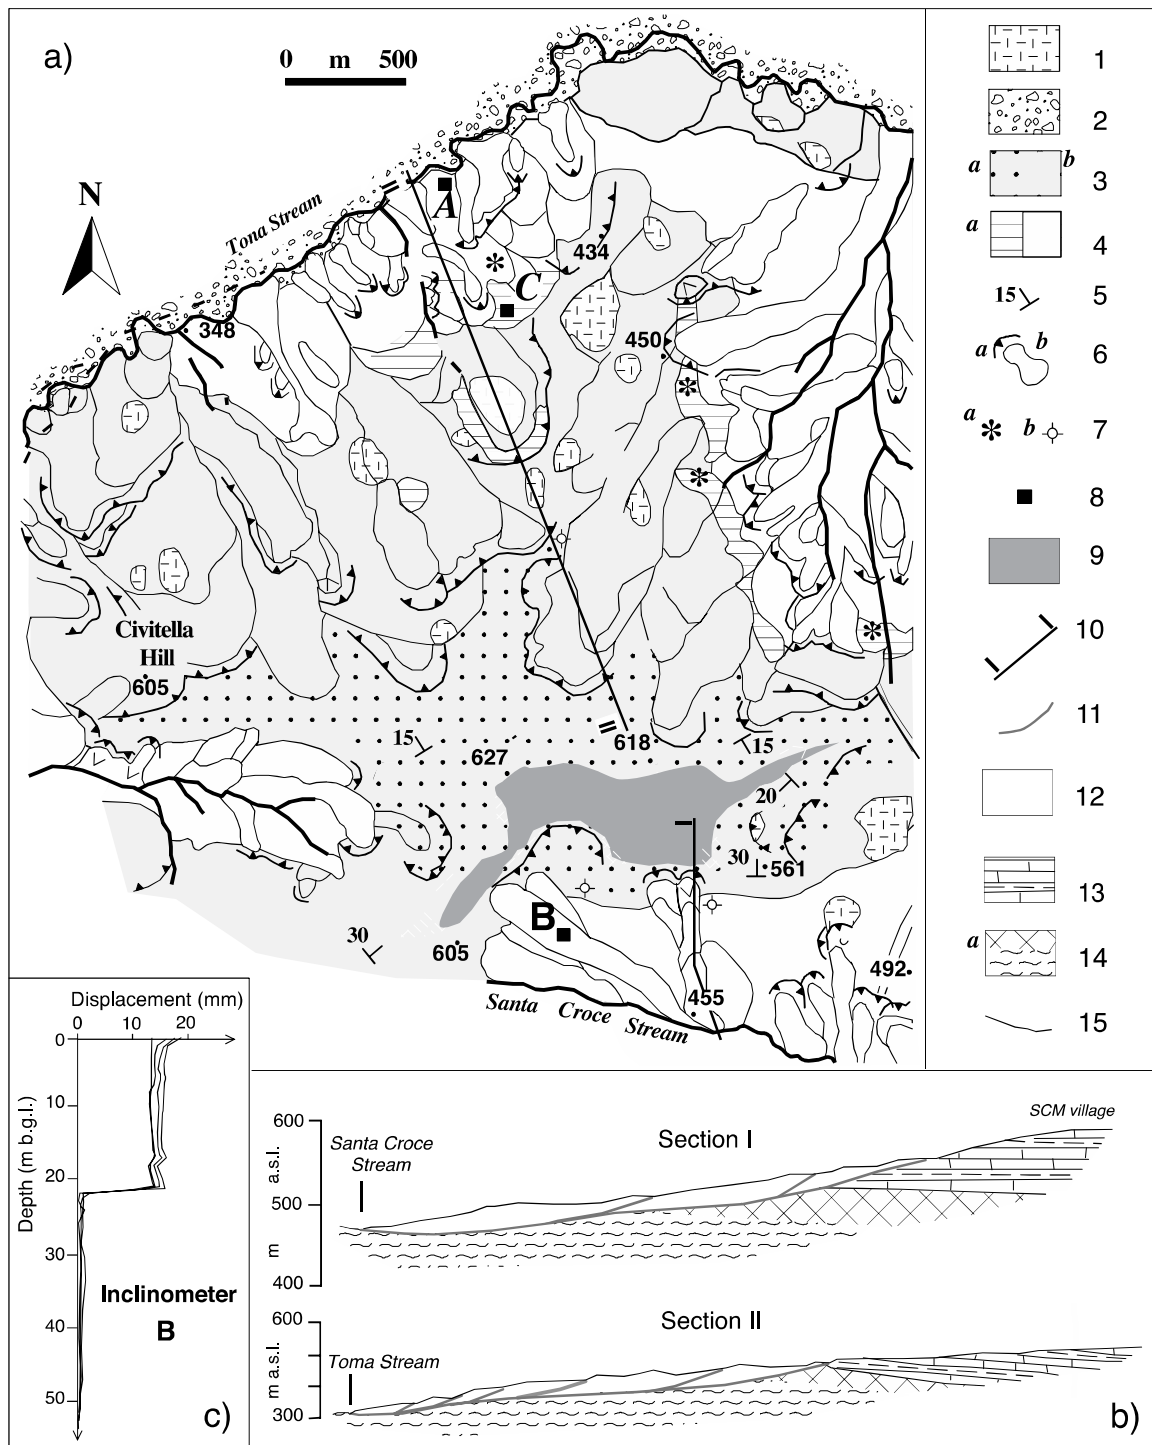 a)
0 m 500
N
Tona Stream
A
C
434
348
450
Civitella
Hill
605
15
627
618
15
20
30
561
I
II
B
30
605
492
455
Santa Croce Stream
1
2
a b 3
a 4
15 5
a b 6
a b 7
8
9
10
11
12
13
a 14
15
Displacement (mm)
0 10 20
0
10
20
30
40
50
Depth (m b.g.l.)
Inclinometer
B
c)
600
500
400
m a.s.l.
Santa Croce
Stream
Section I
SCM village
600
300
m a.s.l.
Toma Stream
Section II
b)